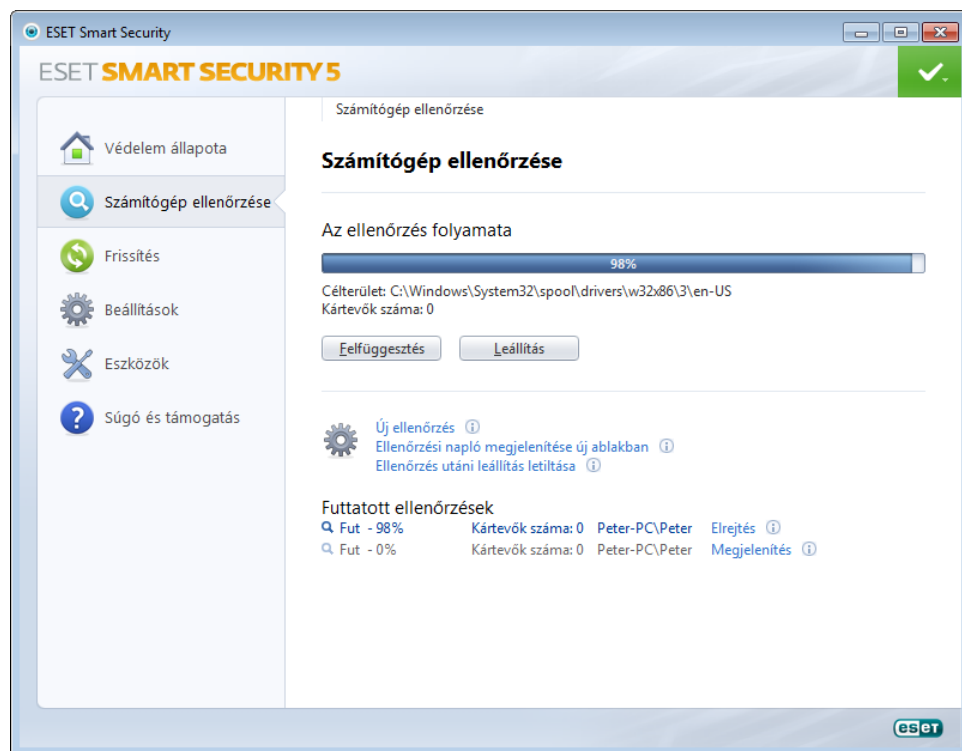 ESET Smart Security
ESET SMART SECURITY 5
Számítógép ellenőrzése
Védelem állapota
Számítógép ellenőrzése
Frissítés
Beállítások
Eszközök
Súgó és támogatás
Számítógép ellenőrzése
Az ellenőrzés folyamata
98%
Célterület: C:\Windows\System32\spool\drivers\w32x86\3\en-US
Kártevők száma: 0
Felfüggesztés
Leállítás
Új ellenőrzés
Ellenőrzési napló megjelenítése új ablakban
Ellenőrzés utáni leállítás letiltása
Futtatott ellenőrzések
Fut - 98% Kártevők száma: 0 Peter-PC\Peter Elrejtés
Fut - 0% Kártevők száma: 0 Peter-PC\Peter Megjelenítés
eseT